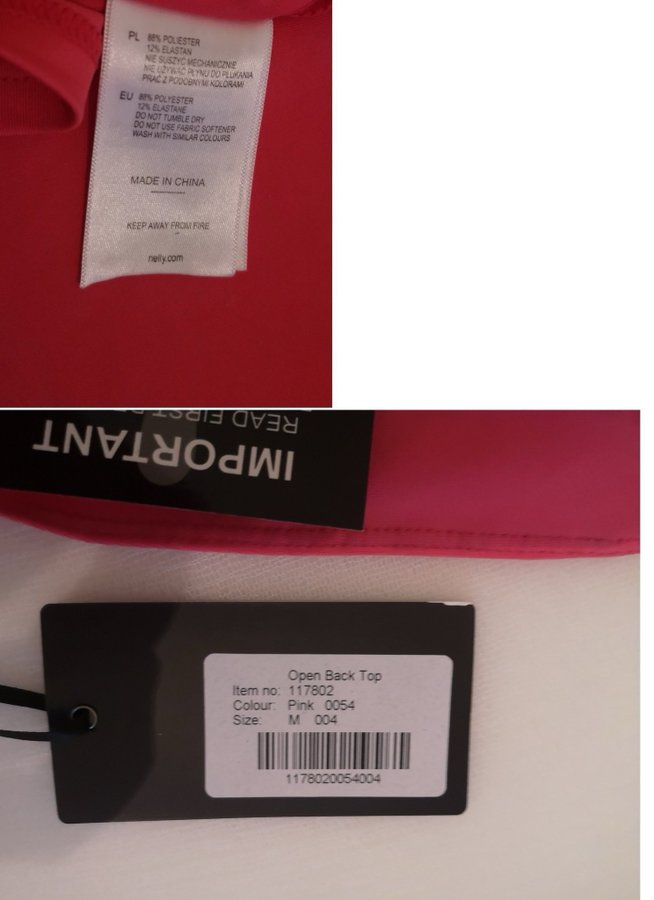 PL 88% POLIESTER
12% ELASTAN
NIE SUSZYĆ MECHANICZNIE
NIE UŻYWAĆ PŁYNU DO PŁUKANIA
PRAĆ Z PODOBNYMI KOLORAMI
EU 88% POLYESTER
12% ELASTANE
DO NOT TUMBLE DRY
DO NOT USE FABRIC SOFTENER
WASH WITH SIMILAR COLOURS
MADE IN CHINA
KEEP AWAY FROM FIRE
nelly.com
IMPORTANT
READ FIRST
Open Back Top
Item no: 117802
Colour: Pink 0054
Size: M 004
1178020054004